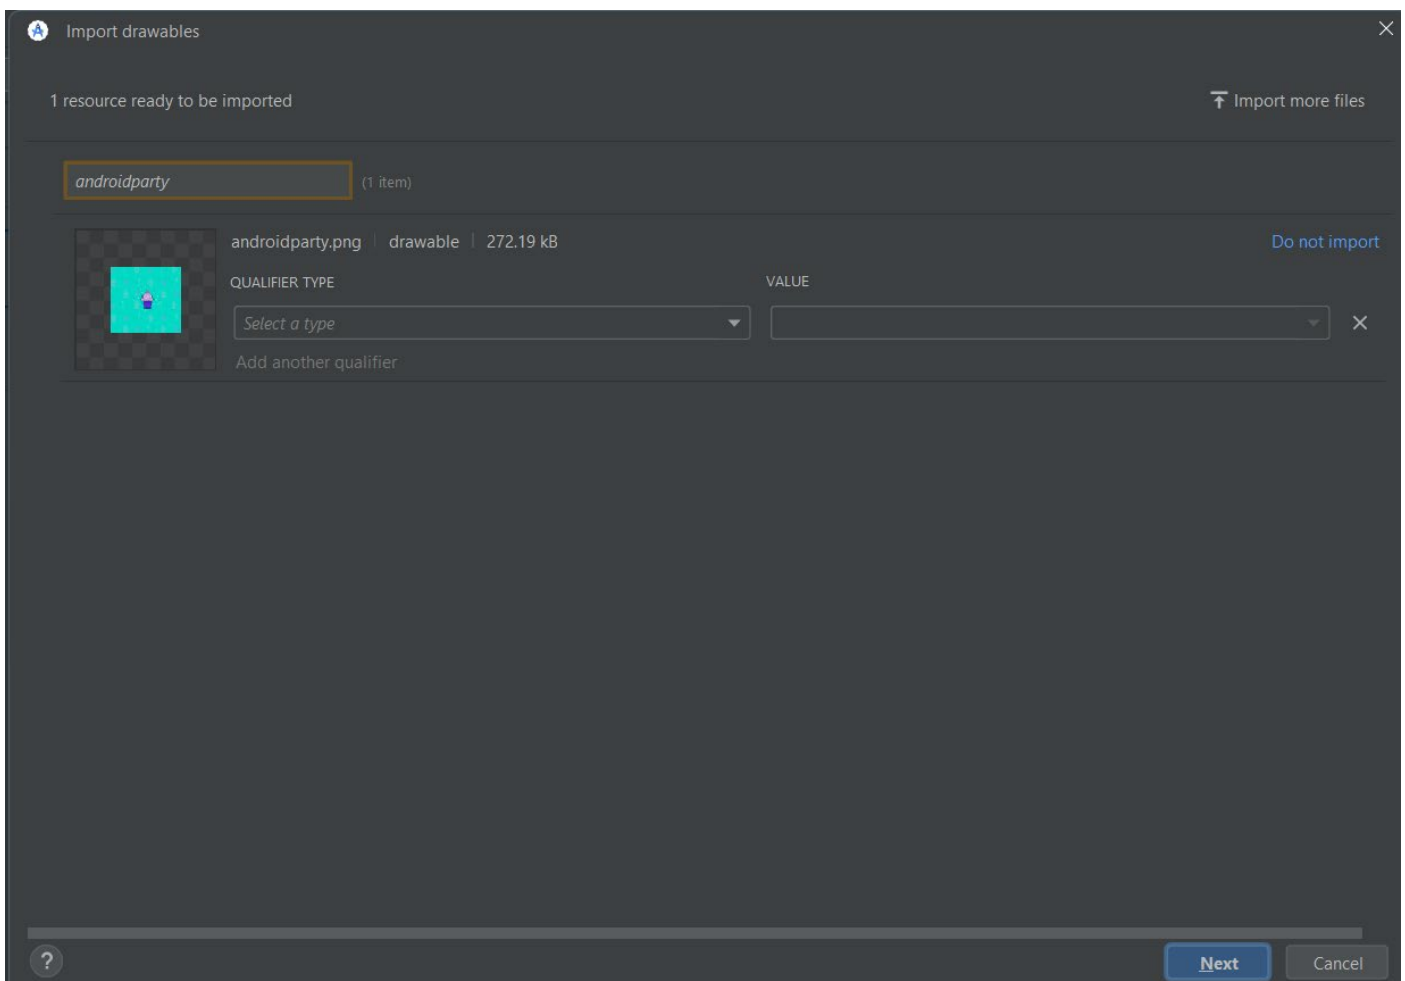 Import drawables
1 resource ready to be imported
Import more files
androidparty (1 item)
androidparty.png drawable 272.19 kB Do not import
QUALIFIER TYPE VALUE
Select a type
Add another qualifier
? Next Cancel